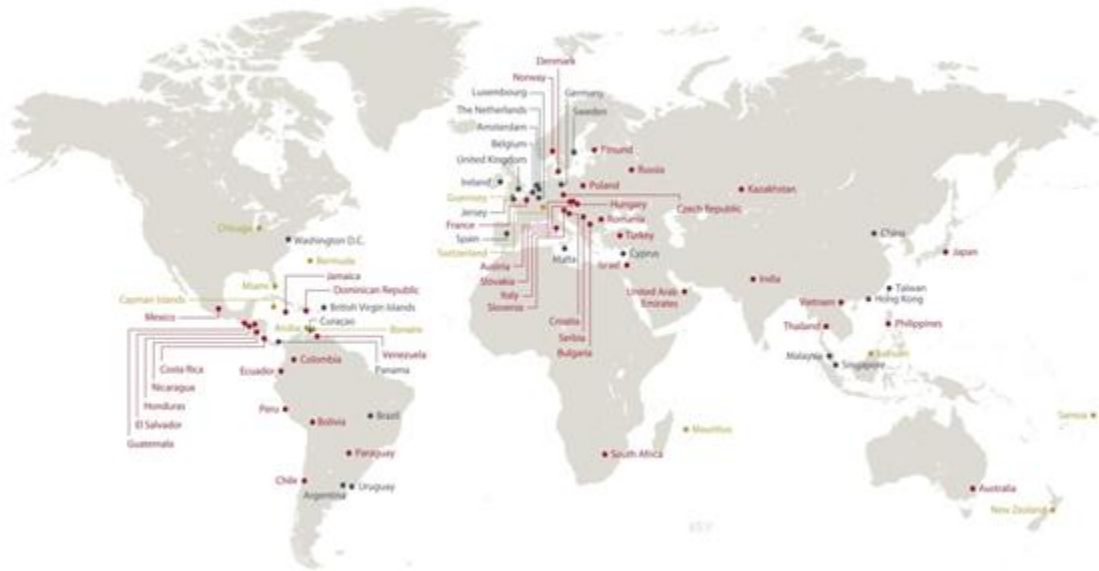 Denmark
Norway
Luxembourg
Germany
The Netherlands
Sweden
Amsterdam
Belgium
United Kingdom
Finland
Russia
Ireland
Poland
Kazakhstan
Guernsey
Hungary
Czech Republic
Jersey
Romania
France
Spain
Turkey
Switzerland
Malta
Cyprus
Austria
Israel
Slovakia
Italy
United Arab
Emirates
Slovenia
Croatia
Serbia
Bulgaria
China
Japan
India
Taiwan
Hong Kong
Vietnam
Thailand
Philippines
Malaysia
Singapore
Chicago
Washington D.C.
Bermuda
Jamaica
Miami
Dominican Republic
Cayman Islands
British Virgin Islands
Mexico
Curaçao
Aruba
Bonaire
Venezuela
Costa Rica
Panama
Colombia
Ecuador
Nicaragua
Honduras
El Salvador
Guatemala
Peru
Brazil
Bolivia
Paraguay
Chile
Uruguay
Argentina
Mauritius
South Africa
Samoa
Australia
New Zealand
KEY